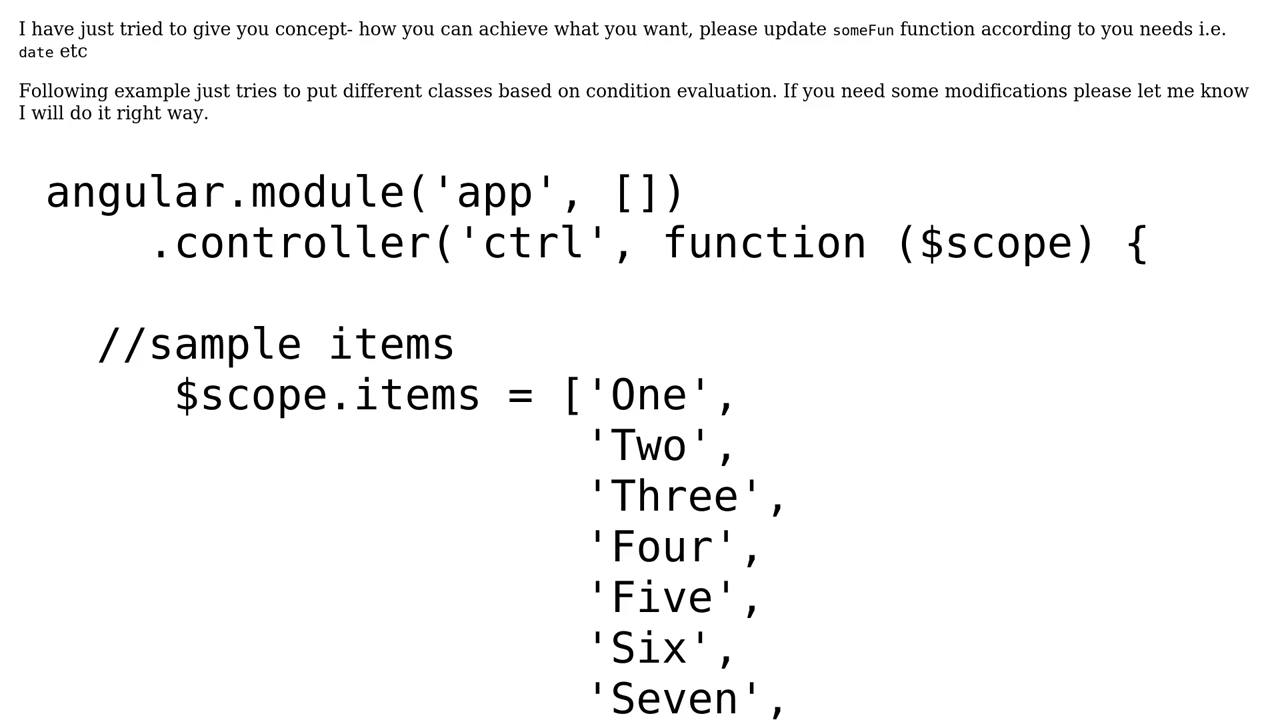 I have just tried to give you concept- how you can achieve what you want, please update someFun function according to you needs i.e.
date etc
Following example just tries to put different classes based on condition evaluation. If you need some modifications please let me know
I will do it right way.
angular.module('app', [])
    .controller('ctrl', function ($scope) {
  //sample items
     $scope.items = ['One',
                     'Two',
                     'Three',
                     'Four',
                     'Five',
                     'Six',
                     'Seven',